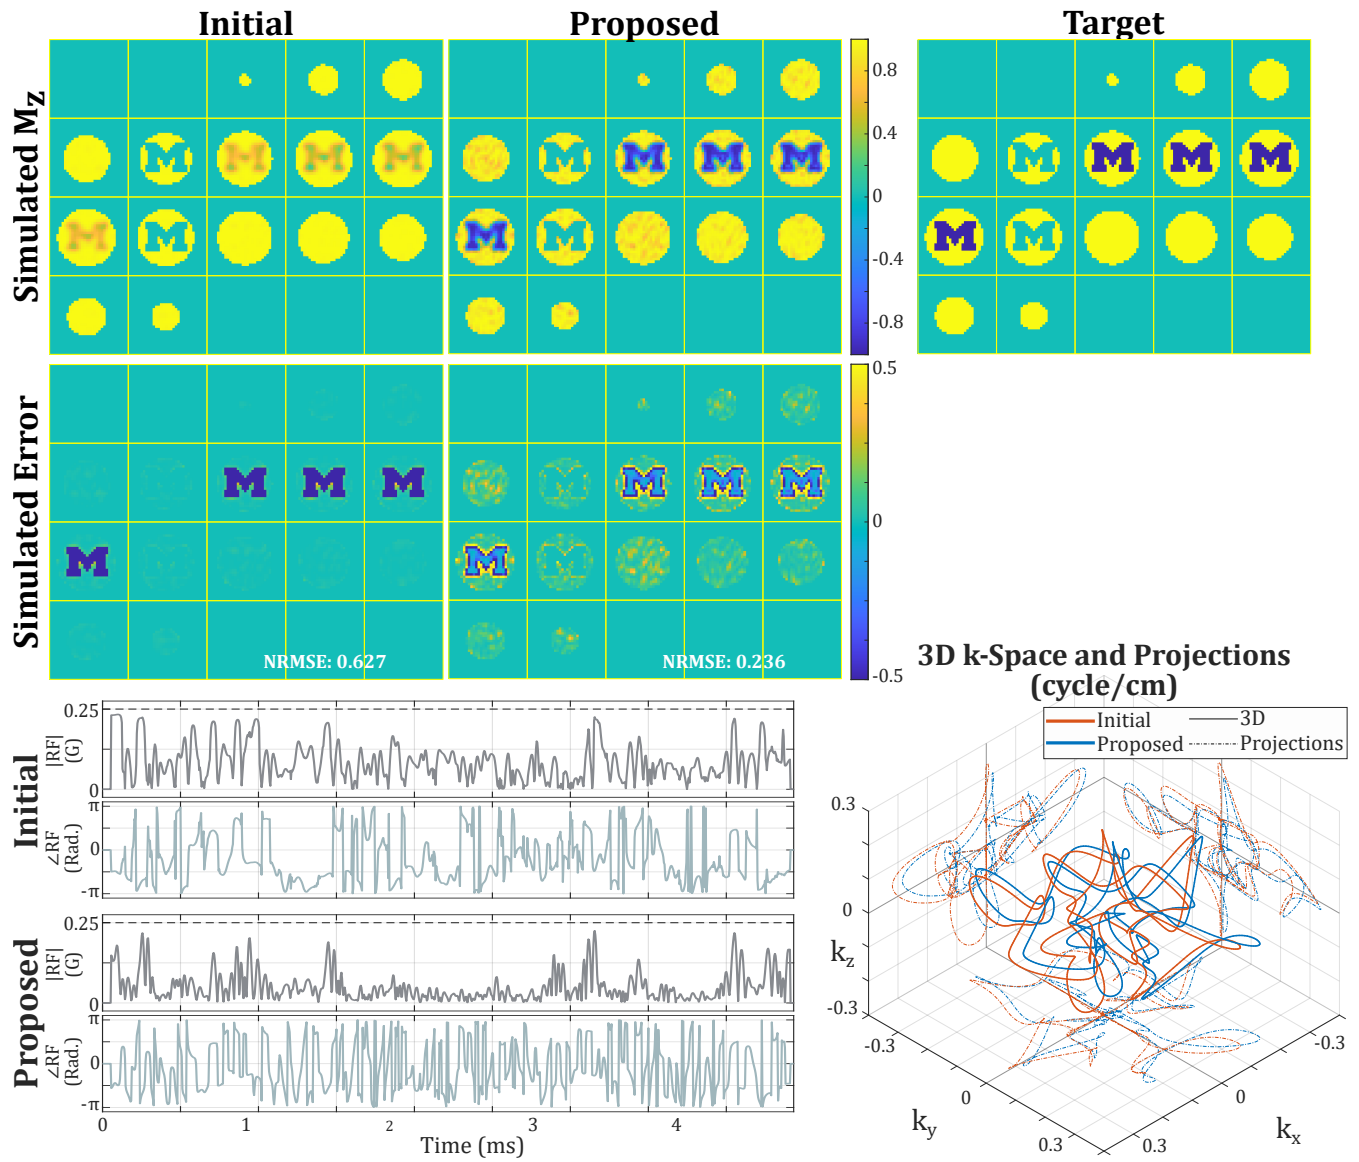 Initial
Proposed
Target
Simulated Mz
0.8
0.4
0
-0.4
-0.8
Simulated Error
0.5
0
-0.5
NRMSE: 0.627
NRMSE: 0.236
Initial
|RF|
(G)
0.25
0
∠RF
(Rad.)
π
0
-π
Proposed
|RF|
(G)
0.25
0
∠RF
(Rad.)
π
0
-π
0 1 2 3 4
Time (ms)
3D k-Space and Projections
(cycle/cm)
Initial 3D
Proposed Projections
0.3
0
-0.3
kz
-0.3
0
0.3
ky
-0.3
0
0.3
kx